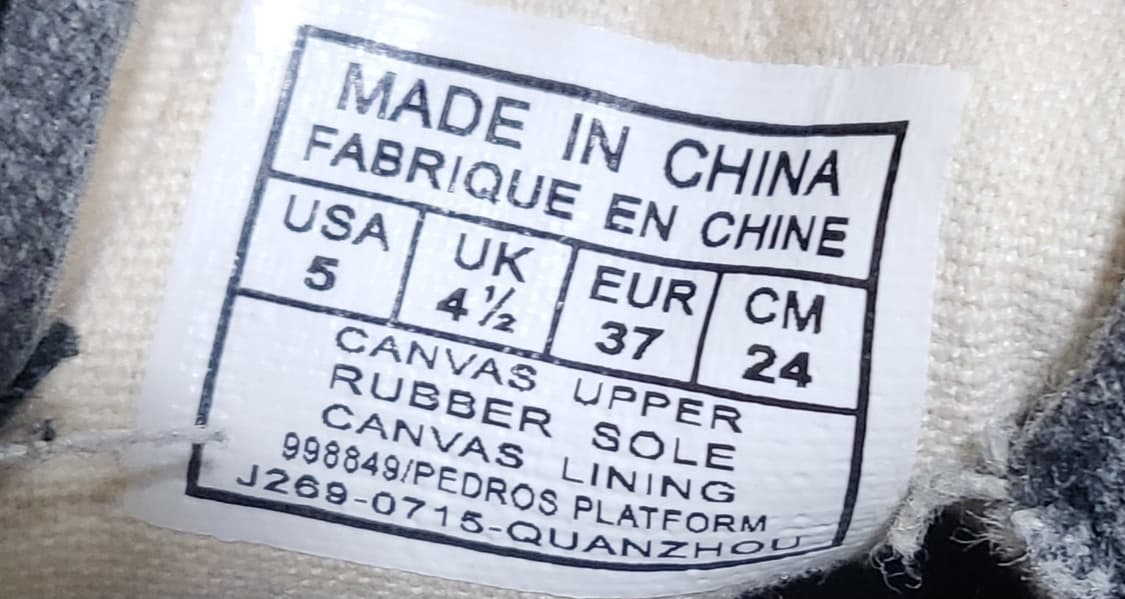 MADE IN CHINA
FABRIQUE EN CHINE
USA UK EUR CM
5 4½ 37 24
CANVAS UPPER
RUBBER SOLE
CANVAS LINING
998849/PEDROS PLATFORM
J269-0715-QUANZHOU